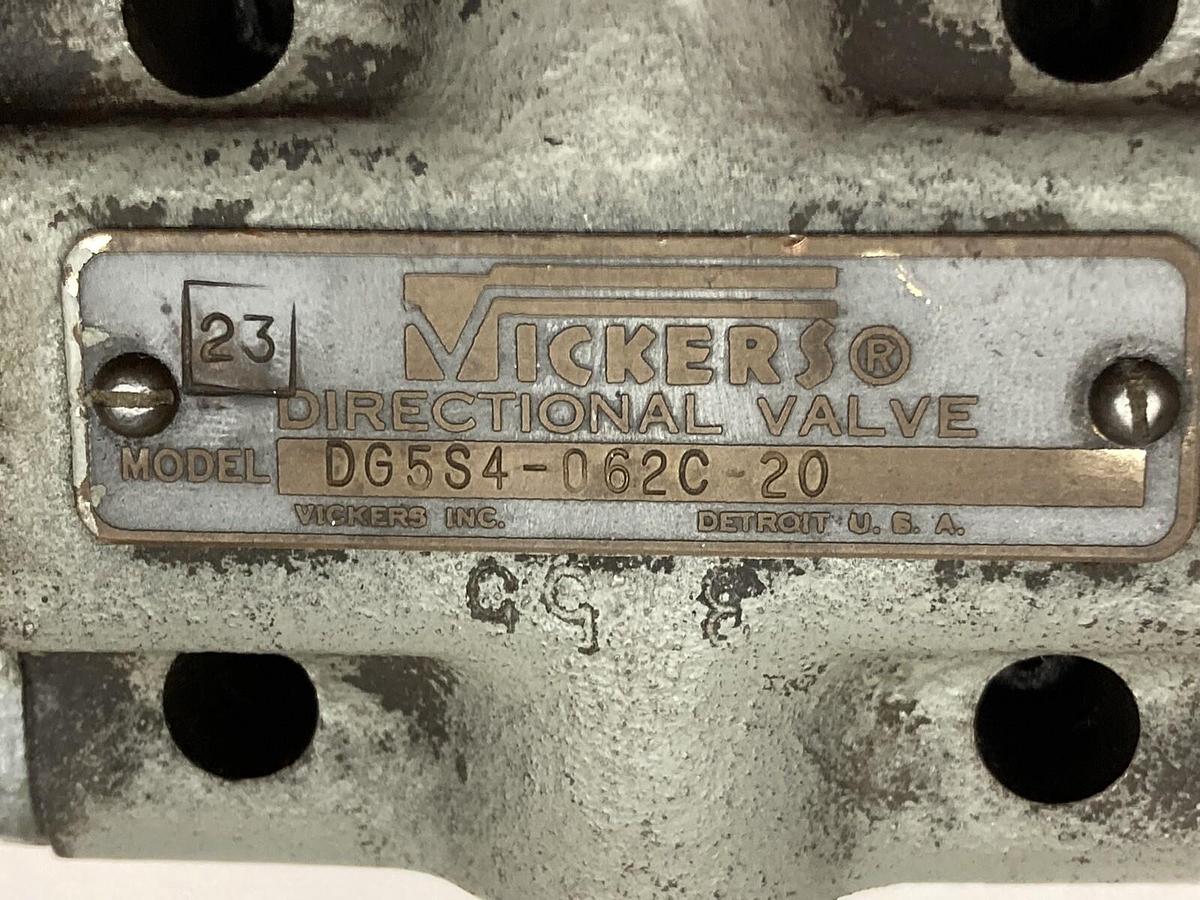 23
VICKERS®
DIRECTIONAL VALVE
MODEL DG5S4-062C-20
VICKERS INC. DETROIT U. S. A.